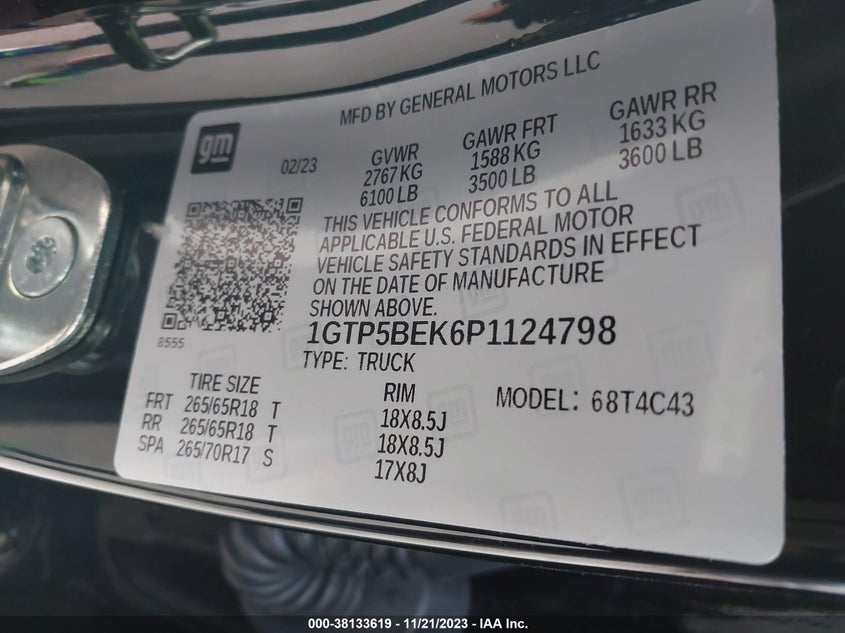 MFD BY GENERAL MOTORS LLC
gm
02/23
GVWR
2767 KG
6100 LB
GAWR FRT
1588 KG
3500 LB
GAWR RR
1633 KG
3600 LB
THIS VEHICLE CONFORMS TO ALL
APPLICABLE U.S. FEDERAL MOTOR
VEHICLE SAFETY STANDARDS IN EFFECT
ON THE DATE OF MANUFACTURE
SHOWN ABOVE.
8555
1GTP5BEK6P1124798
TYPE: TRUCK
TIRE SIZE
FRT 265/65R18 T
RR 265/65R18 T
SPA 265/70R17 S
RIM
18X8.5J
18X8.5J
17X8J
MODEL: 68T4C43
000-38133619 - 11/21/2023 - IAA Inc.